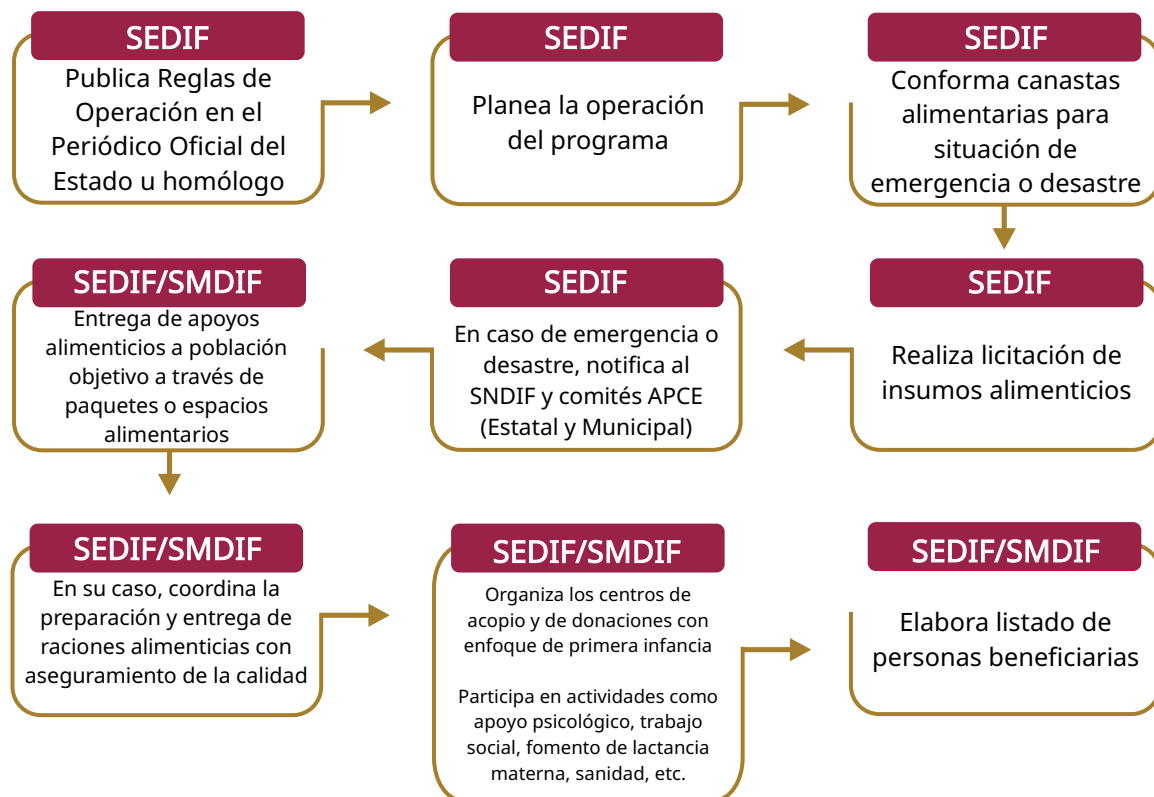 SEDIF
Publica Reglas de
Operación en el
Periódico Oficial del
Estado u homólogo
SEDIF
Planea la operación
del programa
SEDIF
Conforma canastas
alimentarias para
situación de
emergencia o desastre
SEDIF
Realiza licitación de
insumos alimenticios
SEDIF
En caso de emergencia o
desastre, notifica al
SNDIF y comités APCE
(Estatal y Municipal)
SEDIF/SMDIF
Entrega de apoyos
alimenticios a población
objetivo a través de
paquetes o espacios
alimentarios
SEDIF/SMDIF
En su caso, coordina la
preparación y entrega de
raciones alimenticias con
aseguramiento de la calidad
SEDIF/SMDIF
Organiza los centros de
acopio y de donaciones con
enfoque de primera infancia
Participa en actividades como
apoyo psicológico, trabajo
social, fomento de lactancia
materna, sanidad, etc.
SEDIF/SMDIF
Elabora listado de
personas beneficiarias